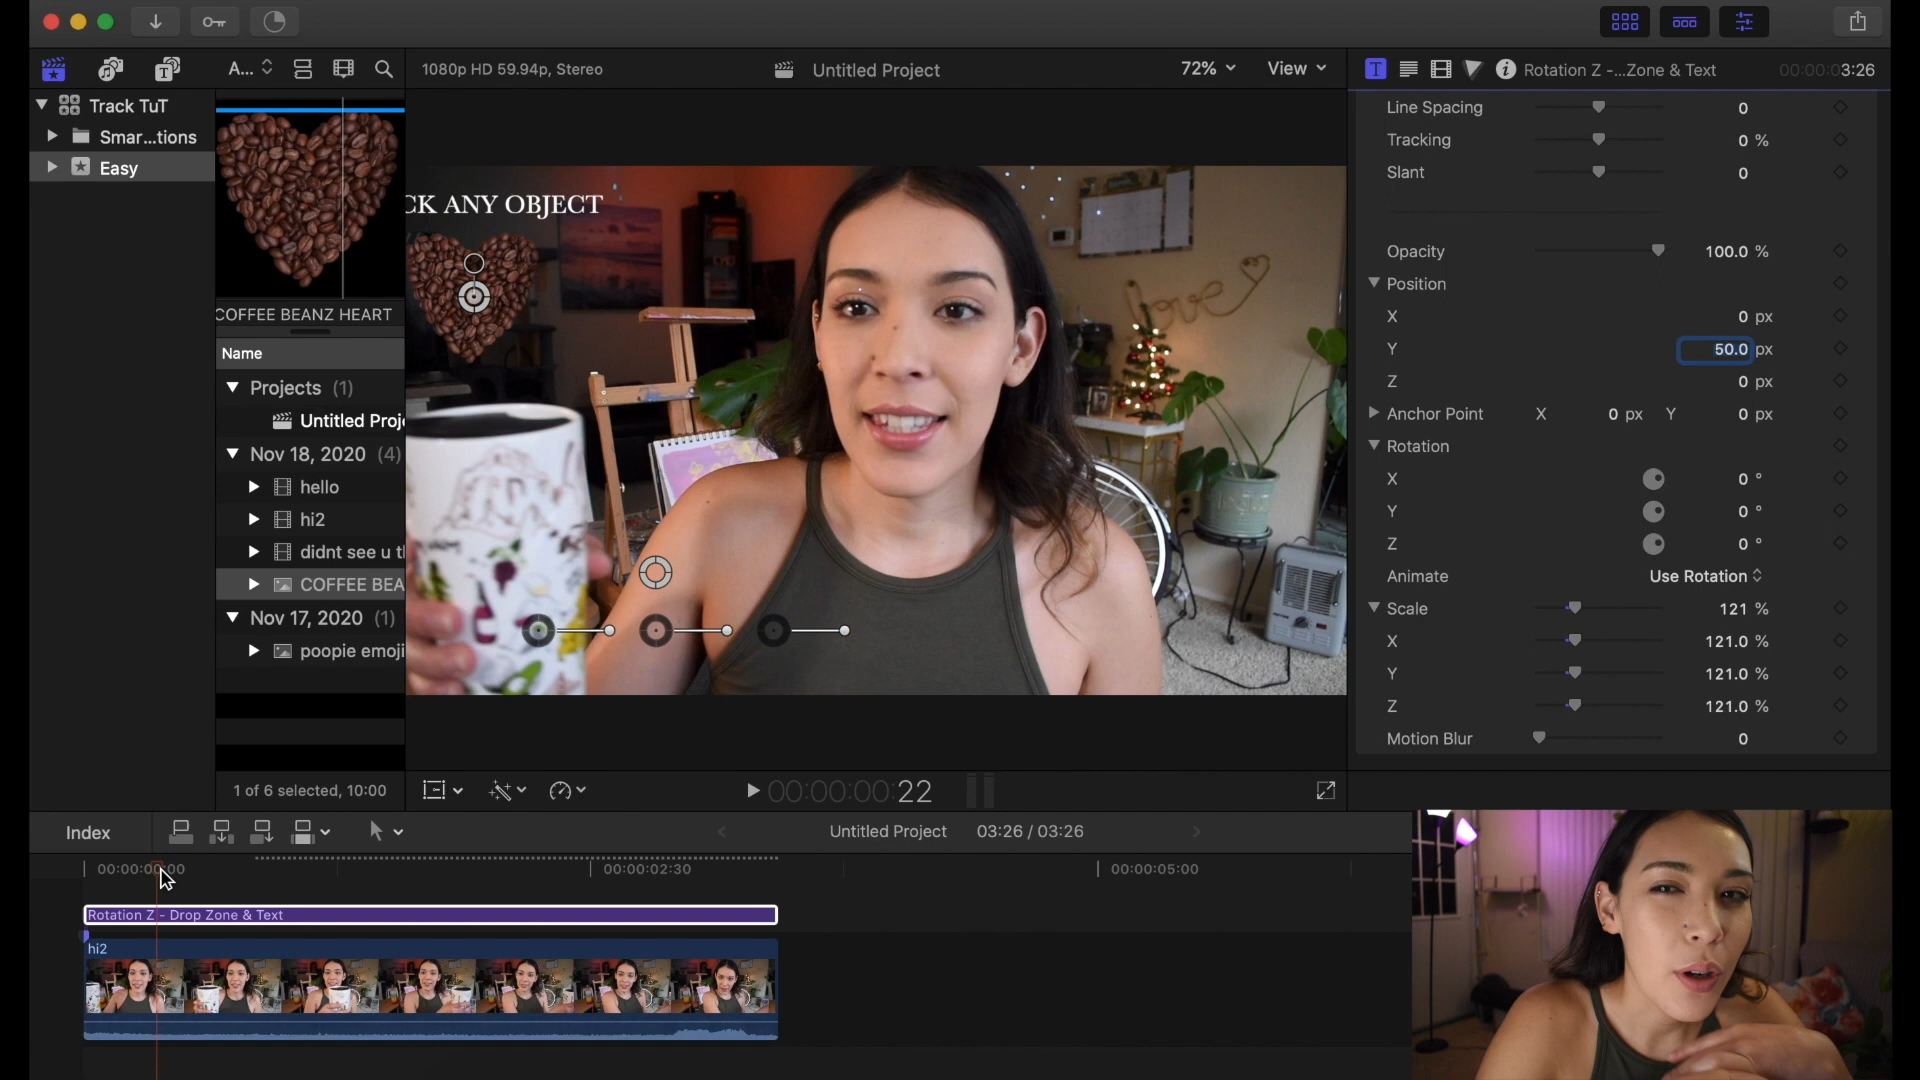 A...
1080p HD 59.94p, Stereo
Untitled Project
72%
View
Rotation Z -...Zone & Text
00:00:03:26
Track TuT
Smar...tions
Easy
COFFEE BEANZ HEART
Name
Projects (1)
Untitled Proje
Nov 18, 2020 (4)
hello
hi2
didnt see u t
COFFEE BEA
Nov 17, 2020 (1)
poopie emoji
1 of 6 selected, 10:00
CK ANY OBJECT
love
Line Spacing 0
Tracking 0 %
Slant 0
Opacity 100.0 %
Position
X 0 px
Y 50.0 px
Z 0 px
Anchor Point X 0 px Y 0 px
Rotation
X 0 °
Y 0 °
Z 0 °
Animate Use Rotation
Scale 121 %
X 121.0 %
Y 121.0 %
Z 121.0 %
Motion Blur 0
00:00:00:22
Index
Untitled Project 03:26 / 03:26
00:00:00:00
00:00:02:30
00:00:05:00
Rotation Z - Drop Zone & Text
hi2